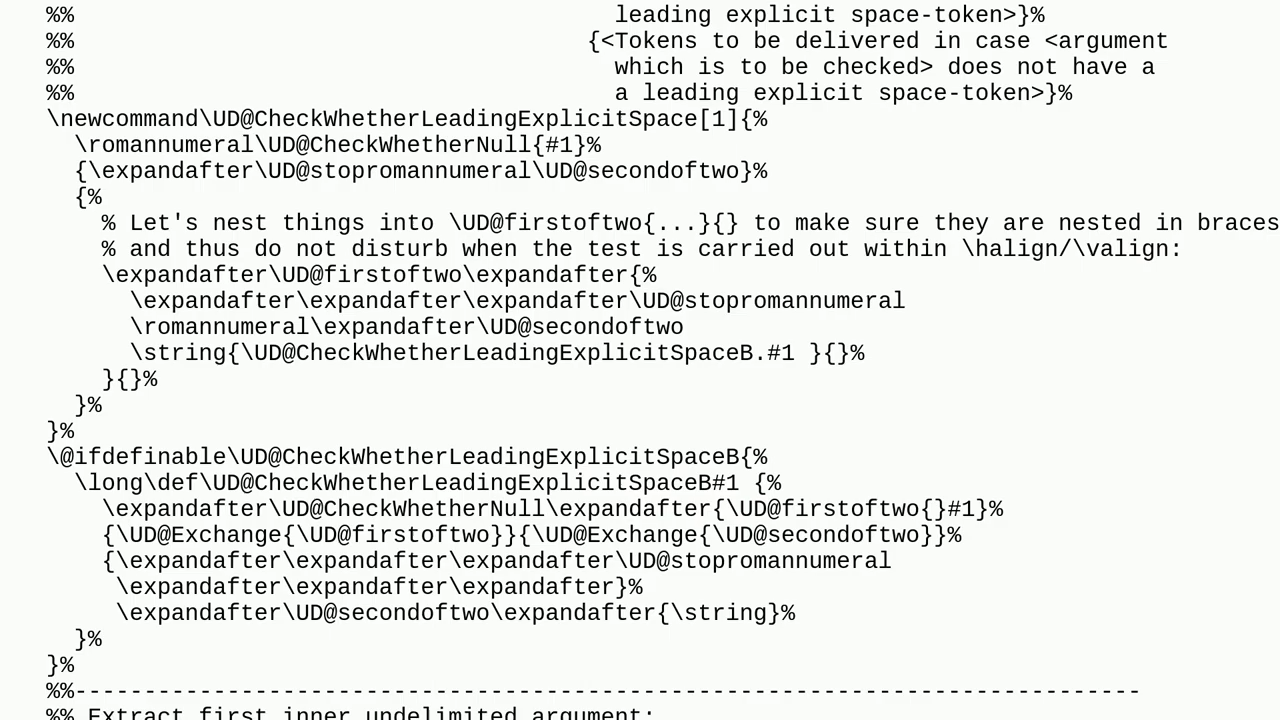 %%                                       leading explicit space-token>}%
%%                                     {<Tokens to be delivered in case <argument
%%                                       which is to be checked> does not have a
%%                                       a leading explicit space-token>}%
\newcommand\UD@CheckWhetherLeadingExplicitSpace[1]{%
  \romannumeral\UD@CheckWhetherNull{#1}%
  {\expandafter\UD@stopromannumeral\UD@secondoftwo}%
  {%
    % Let's nest things into \UD@firstoftwo{...}{} to make sure they are nested in braces
    % and thus do not disturb when the test is carried out within \halign/\valign:
    \expandafter\UD@firstoftwo\expandafter{%
      \expandafter\expandafter\expandafter\UD@stopromannumeral
      \romannumeral\expandafter\UD@secondoftwo
      \string{\UD@CheckWhetherLeadingExplicitSpaceB.#1 }{}%
    }{}%
  }%
}%
\@ifdefinable\UD@CheckWhetherLeadingExplicitSpaceB{%
  \long\def\UD@CheckWhetherLeadingExplicitSpaceB#1 {%
    \expandafter\UD@CheckWhetherNull\expandafter{\UD@firstoftwo{}#1}%
    {\UD@Exchange{\UD@firstoftwo}}{\UD@Exchange{\UD@secondoftwo}}%
    {\expandafter\expandafter\expandafter\UD@stopromannumeral
     \expandafter\expandafter\expandafter}%
     \expandafter\UD@secondoftwo\expandafter{\string}%
  }%
}%
%%-----------------------------------------------------------------------------
%% Extract first inner undelimited argument: